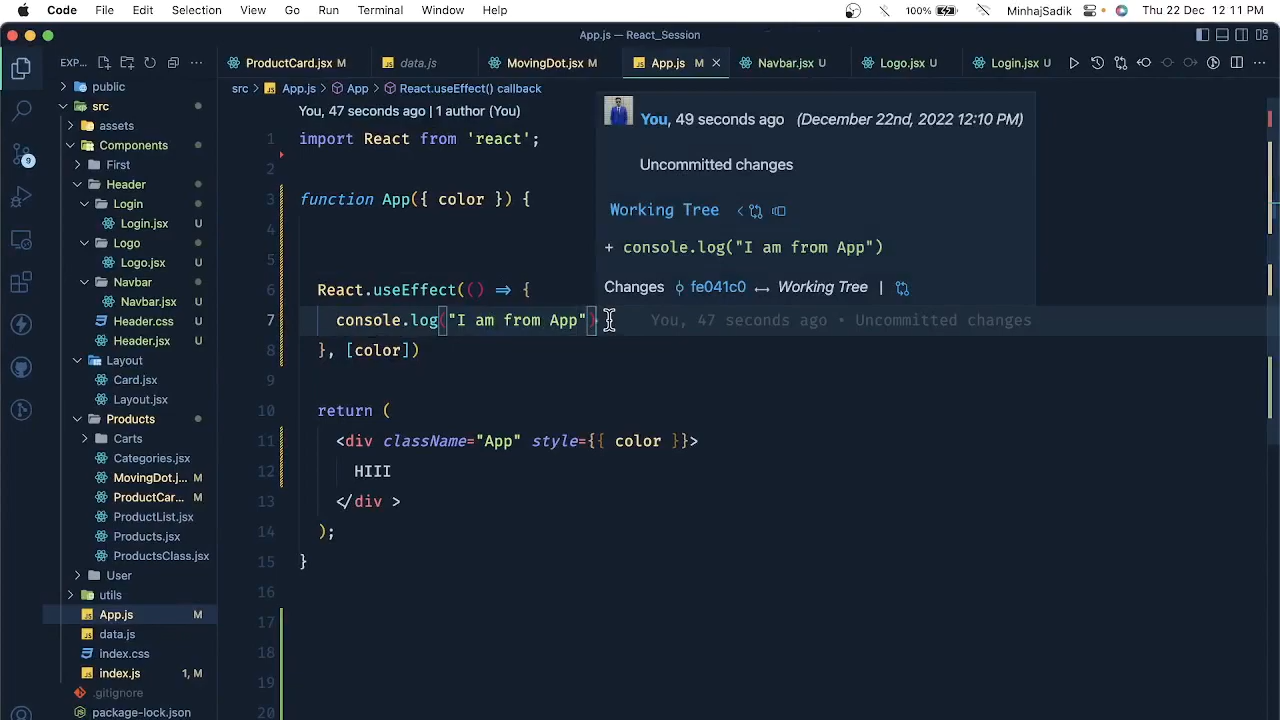 Code File Edit Selection View Go Run Terminal Window Help 100% MinhajSadik Thu 22 Dec 12:11 PM
App.js — React_Session
EXP... ProductCard.jsx M data.js MovingDot.jsx M App.js M Navbar.jsx U Logo.jsx U Login.jsx U
public
src
assets
Components
First
Header
Login
Login.jsx U
Logo
Logo.jsx U
Navbar
Navbar.jsx U
Header.css U
Header.jsx U
Layout
Card.jsx
Layout.jsx
Products
Carts
Categories.jsx
MovingDot.j... M
ProductCar... M
ProductList.jsx
Products.jsx
ProductsClass.jsx
User
utils
App.js M
data.js
index.css
index.js 1, M
.gitignore
package-lock.json
9
src > App.js > App > React.useEffect() callback
You, 47 seconds ago | 1 author (You)
1 import React from 'react';
2
3 function App({ color }) {
4
5
6 React.useEffect(() => {
7 console.log("I am from App") You, 47 seconds ago • Uncommitted changes
8 }, [color])
9
10 return (
11 <div className="App" style={{ color }}>
12 HIII
13 </div >
14 );
15 }
16
17
18
19
20
You, 49 seconds ago (December 22nd, 2022 12:10 PM)
Uncommitted changes
Working Tree
+ console.log("I am from App")
Changes fe041c0 Working Tree |